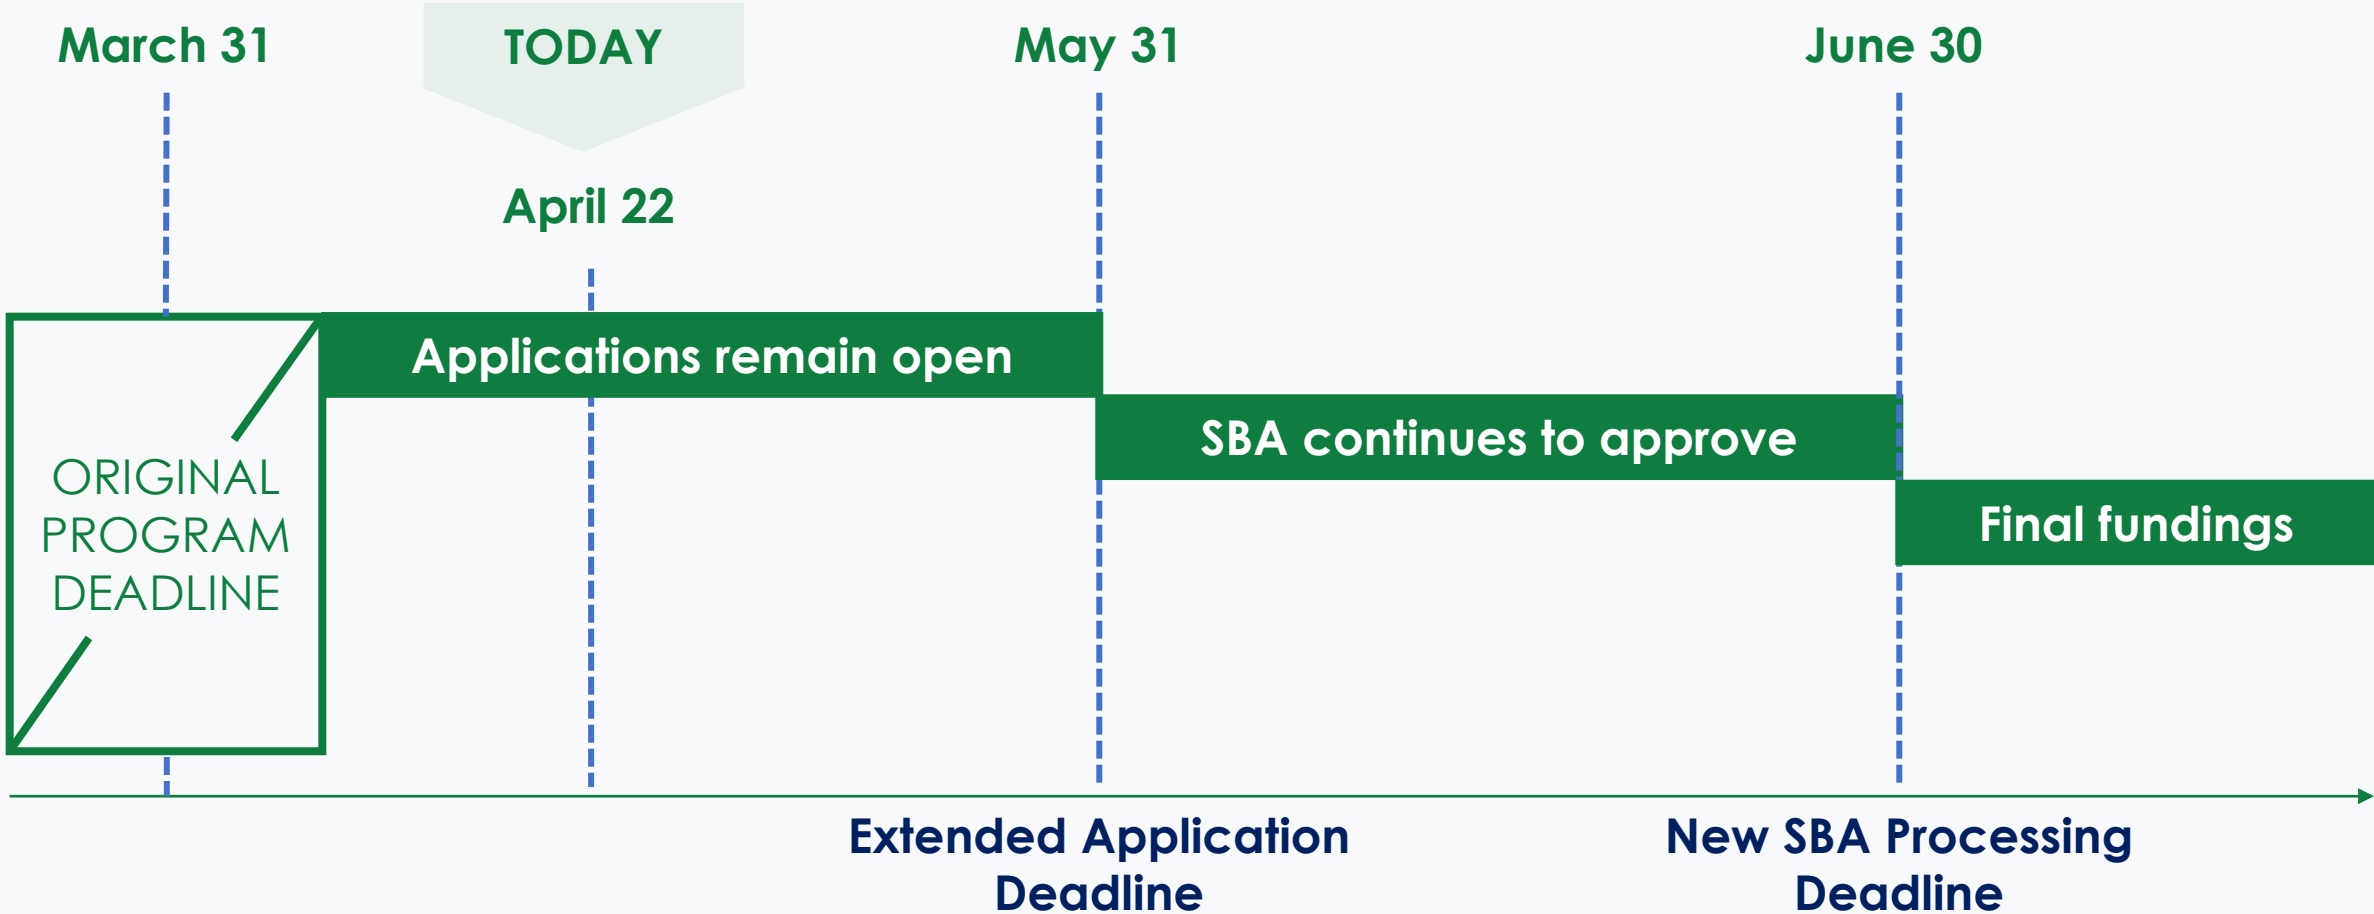 March 31
TODAY
May 31
June 30
April 22
Applications remain open
SBA continues to approve
ORIGINAL
PROGRAM
DEADLINE
Final fundings
Extended Application
Deadline
New SBA Processing
Deadline